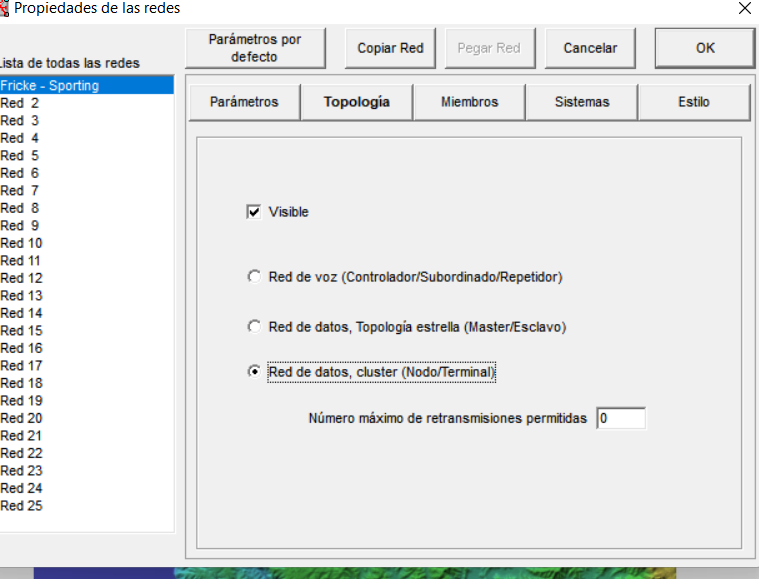 Propiedades de las redes
Lista de todas las redes
Parámetros por
defecto
Copiar Red
Pegar Red
Cancelar
OK
Fricke - Sporting
Red 2
Red 3
Red 4
Red 5
Red 6
Red 7
Red 8
Red 9
Red 10
Red 11
Red 12
Red 13
Red 14
Red 15
Red 16
Red 17
Red 18
Red 19
Red 20
Red 21
Red 22
Red 23
Red 24
Red 25
Parámetros
Topología
Miembros
Sistemas
Estilo
Visible
Red de voz (Controlador/Subordinado/Repetidor)
Red de datos, Topología estrella (Master/Esclavo)
Red de datos, cluster (Nodo/Terminal)
Número máximo de retransmisiones permitidas 0